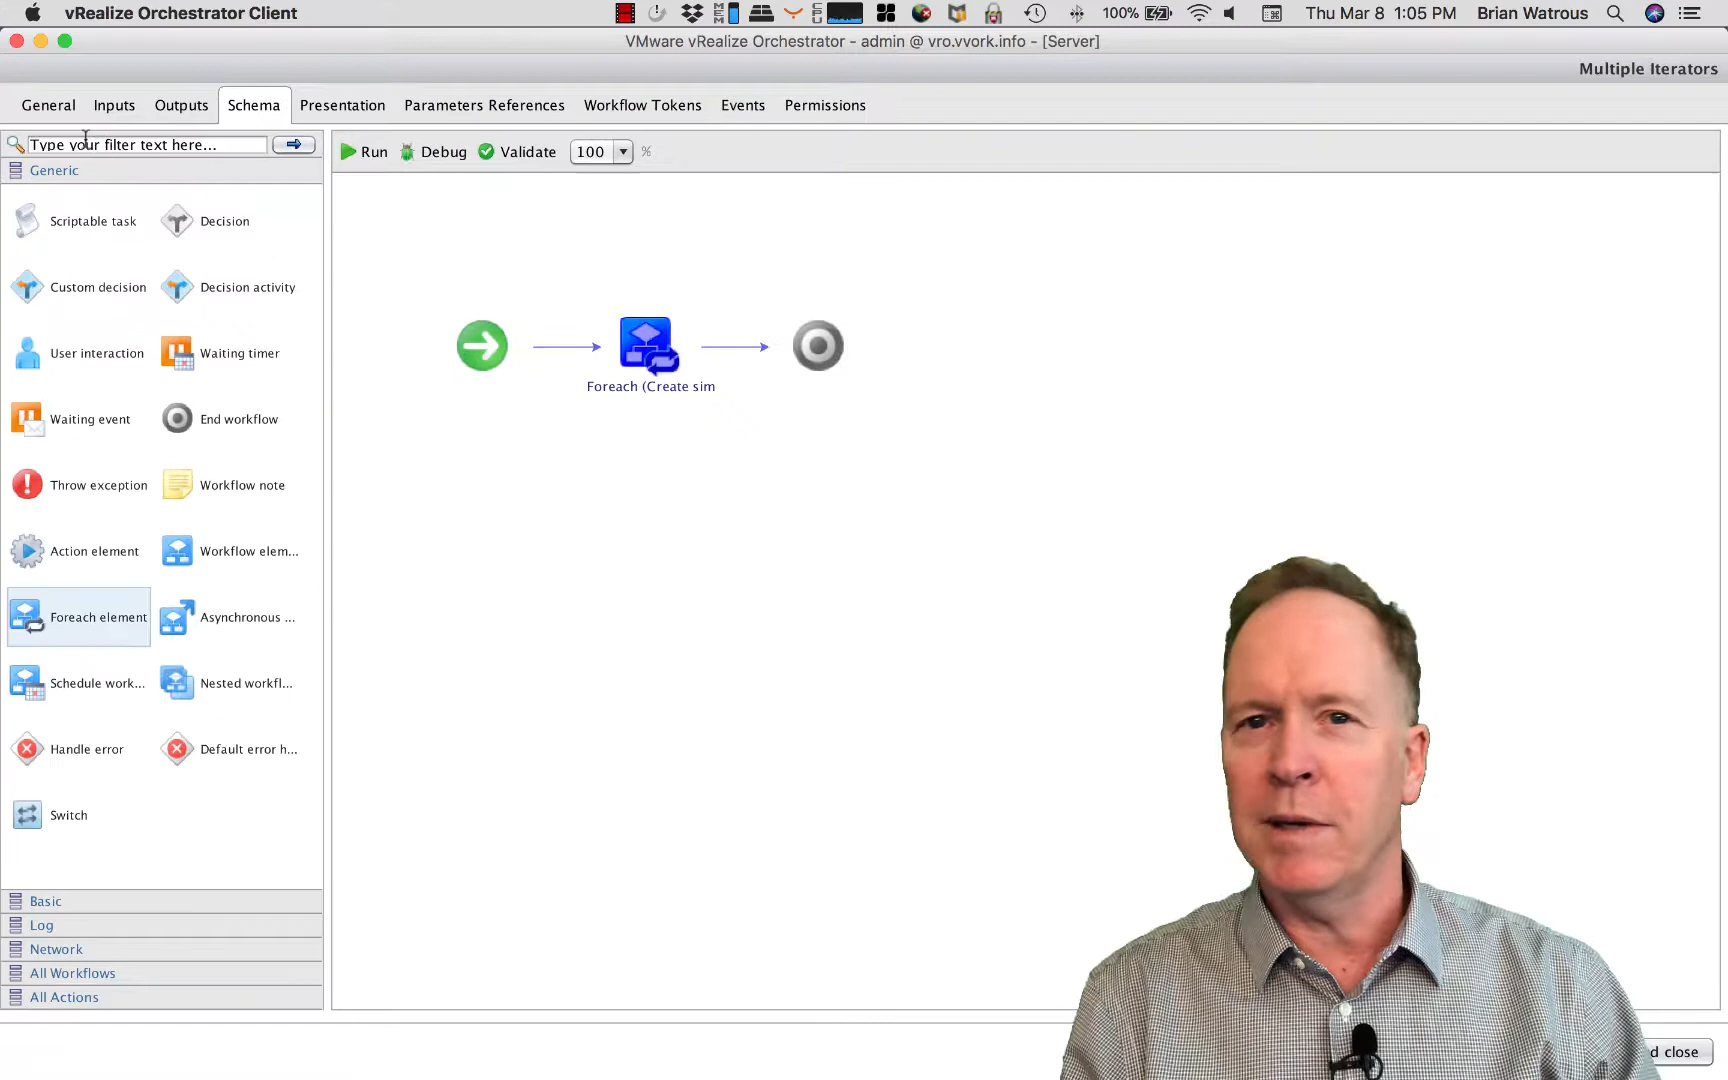 vRealize Orchestrator Client
100%
Thu Mar 8 1:05 PM
Brian Watrous
VMware vRealize Orchestrator - admin @ vro.vvork.info - [Server]
Multiple Iterators
General Inputs Outputs Schema Presentation Parameters References Workflow Tokens Events Permissions
Type your filter text here...
Run Debug Validate 100 %
Generic
Scriptable task Decision
Custom decision Decision activity
User interaction Waiting timer
Waiting event End workflow
Throw exception Workflow note
Action element Workflow elem...
Foreach element Asynchronous ...
Schedule work... Nested workfl...
Handle error Default error h...
Switch
Foreach (Create sim
Basic
Log
Network
All Workflows
All Actions
d close